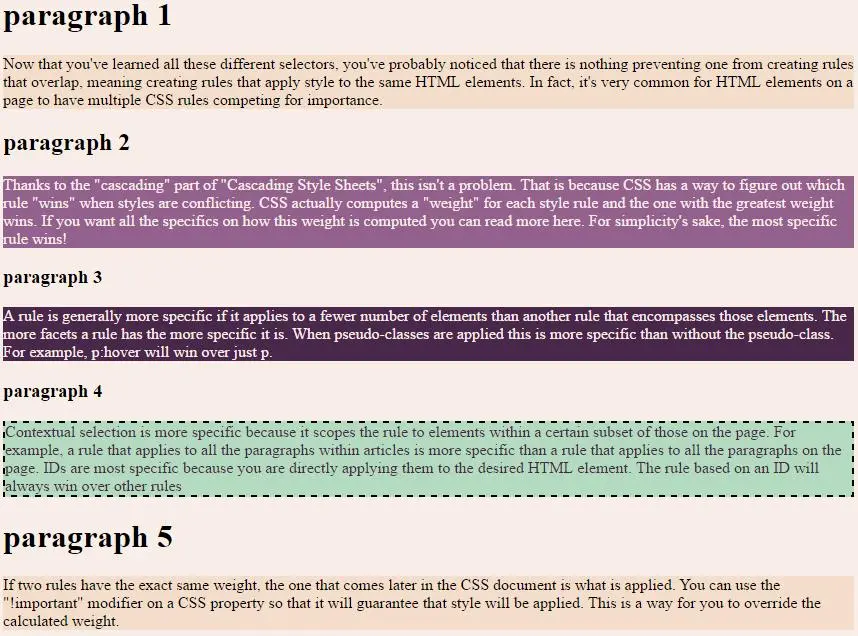 paragraph 1
Now that you've learned all these different selectors, you've probably noticed that there is nothing preventing one from creating rules
that overlap, meaning creating rules that apply style to the same HTML elements. In fact, it's very common for HTML elements on a
page to have multiple CSS rules competing for importance.
paragraph 2
Thanks to the "cascading" part of "Cascading Style Sheets", this isn't a problem. That is because CSS has a way to figure out which
rule "wins" when styles are conflicting. CSS actually computes a "weight" for each style rule and the one with the greatest weight
wins. If you want all the specifics on how this weight is computed you can read more here. For simplicity's sake, the most specific
rule wins!
paragraph 3
A rule is generally more specific if it applies to a fewer number of elements than another rule that encompasses those elements. The
more facets a rule has the more specific it is. When pseudo-classes are applied this is more specific than without the pseudo-class.
For example, p:hover will win over just p.
paragraph 4
Contextual selection is more specific because it scopes the rule to elements within a certain subset of those on the page. For
example, a rule that applies to all the paragraphs within articles is more specific than a rule that applies to all the paragraphs on the
page. IDs are most specific because you are directly applying them to the desired HTML element. The rule based on an ID will
always win over other rules
paragraph 5
If two rules have the exact same weight, the one that comes later in the CSS document is what is applied. You can use the
"!important" modifier on a CSS property so that it will guarantee that style will be applied. This is a way for you to override the
calculated weight.